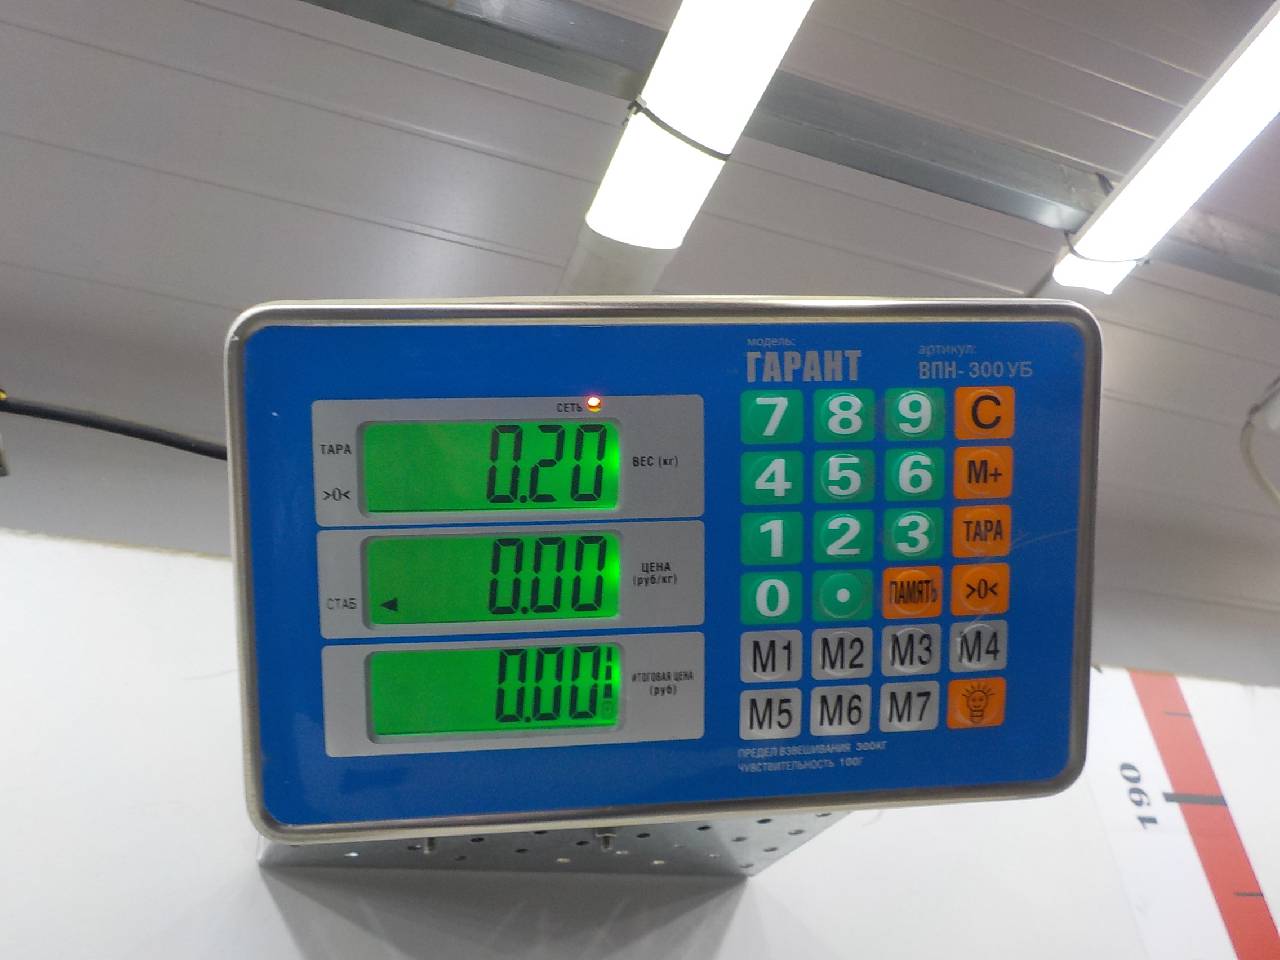 модель:
ГАРАНТ
артикул:
ВПН- 300 УБ
СЕТЬ
ТАРА
>0<
0.20
ВЕС (кг)
СТАБ
0.00
ЦЕНА
(руб/кг)
0.00
ИТОГОВАЯ ЦЕНА
(руб)
7 8 9 C
4 5 6 M+
1 2 3 ТАРА
0 . ПАМЯТЬ >0<
M1 M2 M3 M4
M5 M6 M7
ПРЕДЕЛ ВЗВЕШИВАНИЯ 300КГ
ЧУВСТВИТЕЛЬНОСТЬ 100Г
190